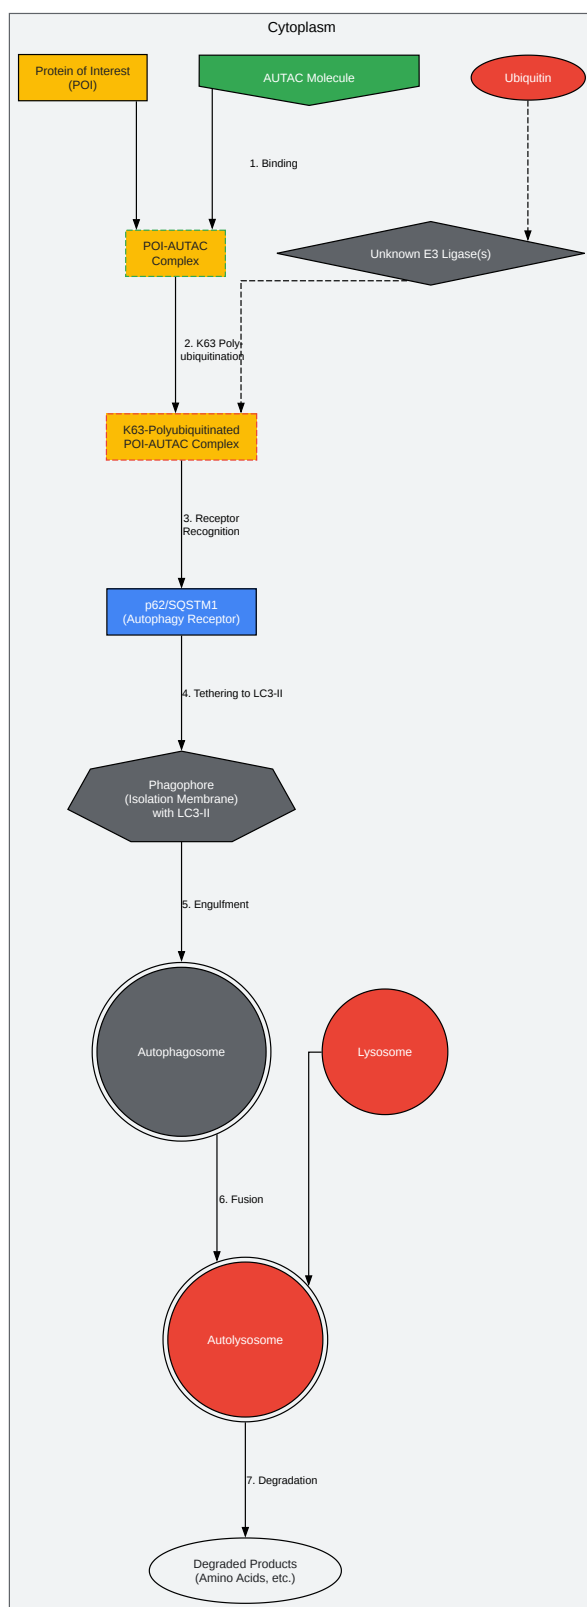 Cytoplasm
Protein of Interest
(POI)
AUTAC Molecule
Ubiquitin
1. Binding
POI-AUTAC
Complex
Unknown E3 Ligase(s)
2. K63 Poly-
ubiquitination
K63-Polyubiquitinated
POI-AUTAC Complex
3. Receptor
Recognition
p62/SQSTM1
(Autophagy Receptor)
4. Tethering to LC3-II
Phagophore
(Isolation Membrane)
with LC3-II
5. Engulfment
Autophagosome
Lysosome
6. Fusion
Autolysosome
7. Degradation
Degraded Products
(Amino Acids, etc.)